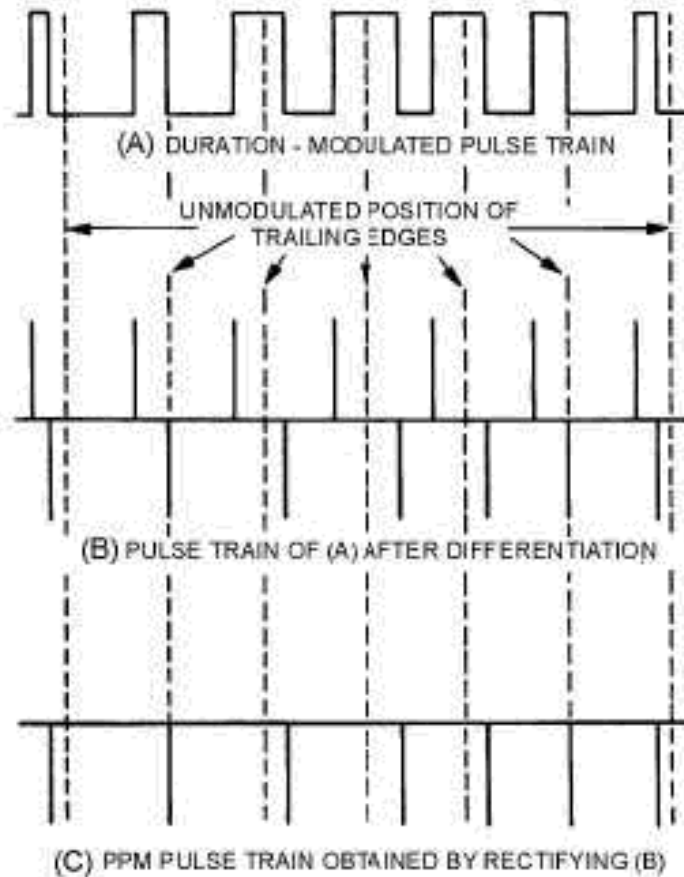 (A) DURATION - MODULATED PULSE TRAIN
UNMODULATED POSITION OF
TRAILING EDGES
(B) PULSE TRAIN OF (A) AFTER DIFFERENTIATION
(C) PPM PULSE TRAIN OBTAINED BY RECTIFYING (B)